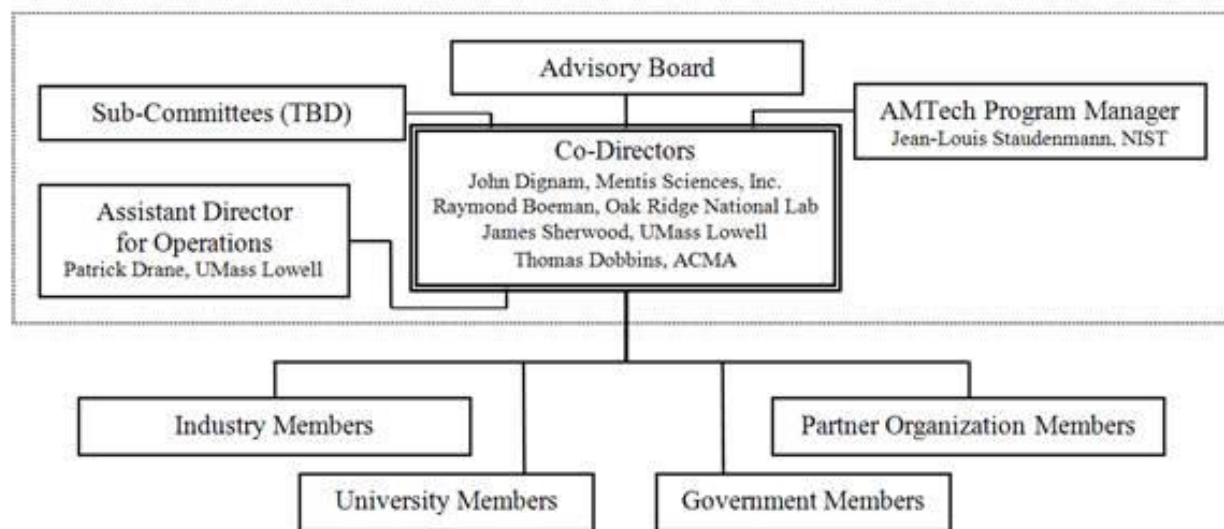 Advisory Board
Sub-Committees (TBD)
AMTech Program Manager
Jean-Louis Staudenmann, NIST
Co-Directors
John Dignam, Mentis Sciences, Inc.
Raymond Boeman, Oak Ridge National Lab
James Sherwood, UMass Lowell
Thomas Dobbins, ACMA
Assistant Director
for Operations
Patrick Drane, UMass Lowell
Industry Members
Partner Organization Members
University Members
Government Members